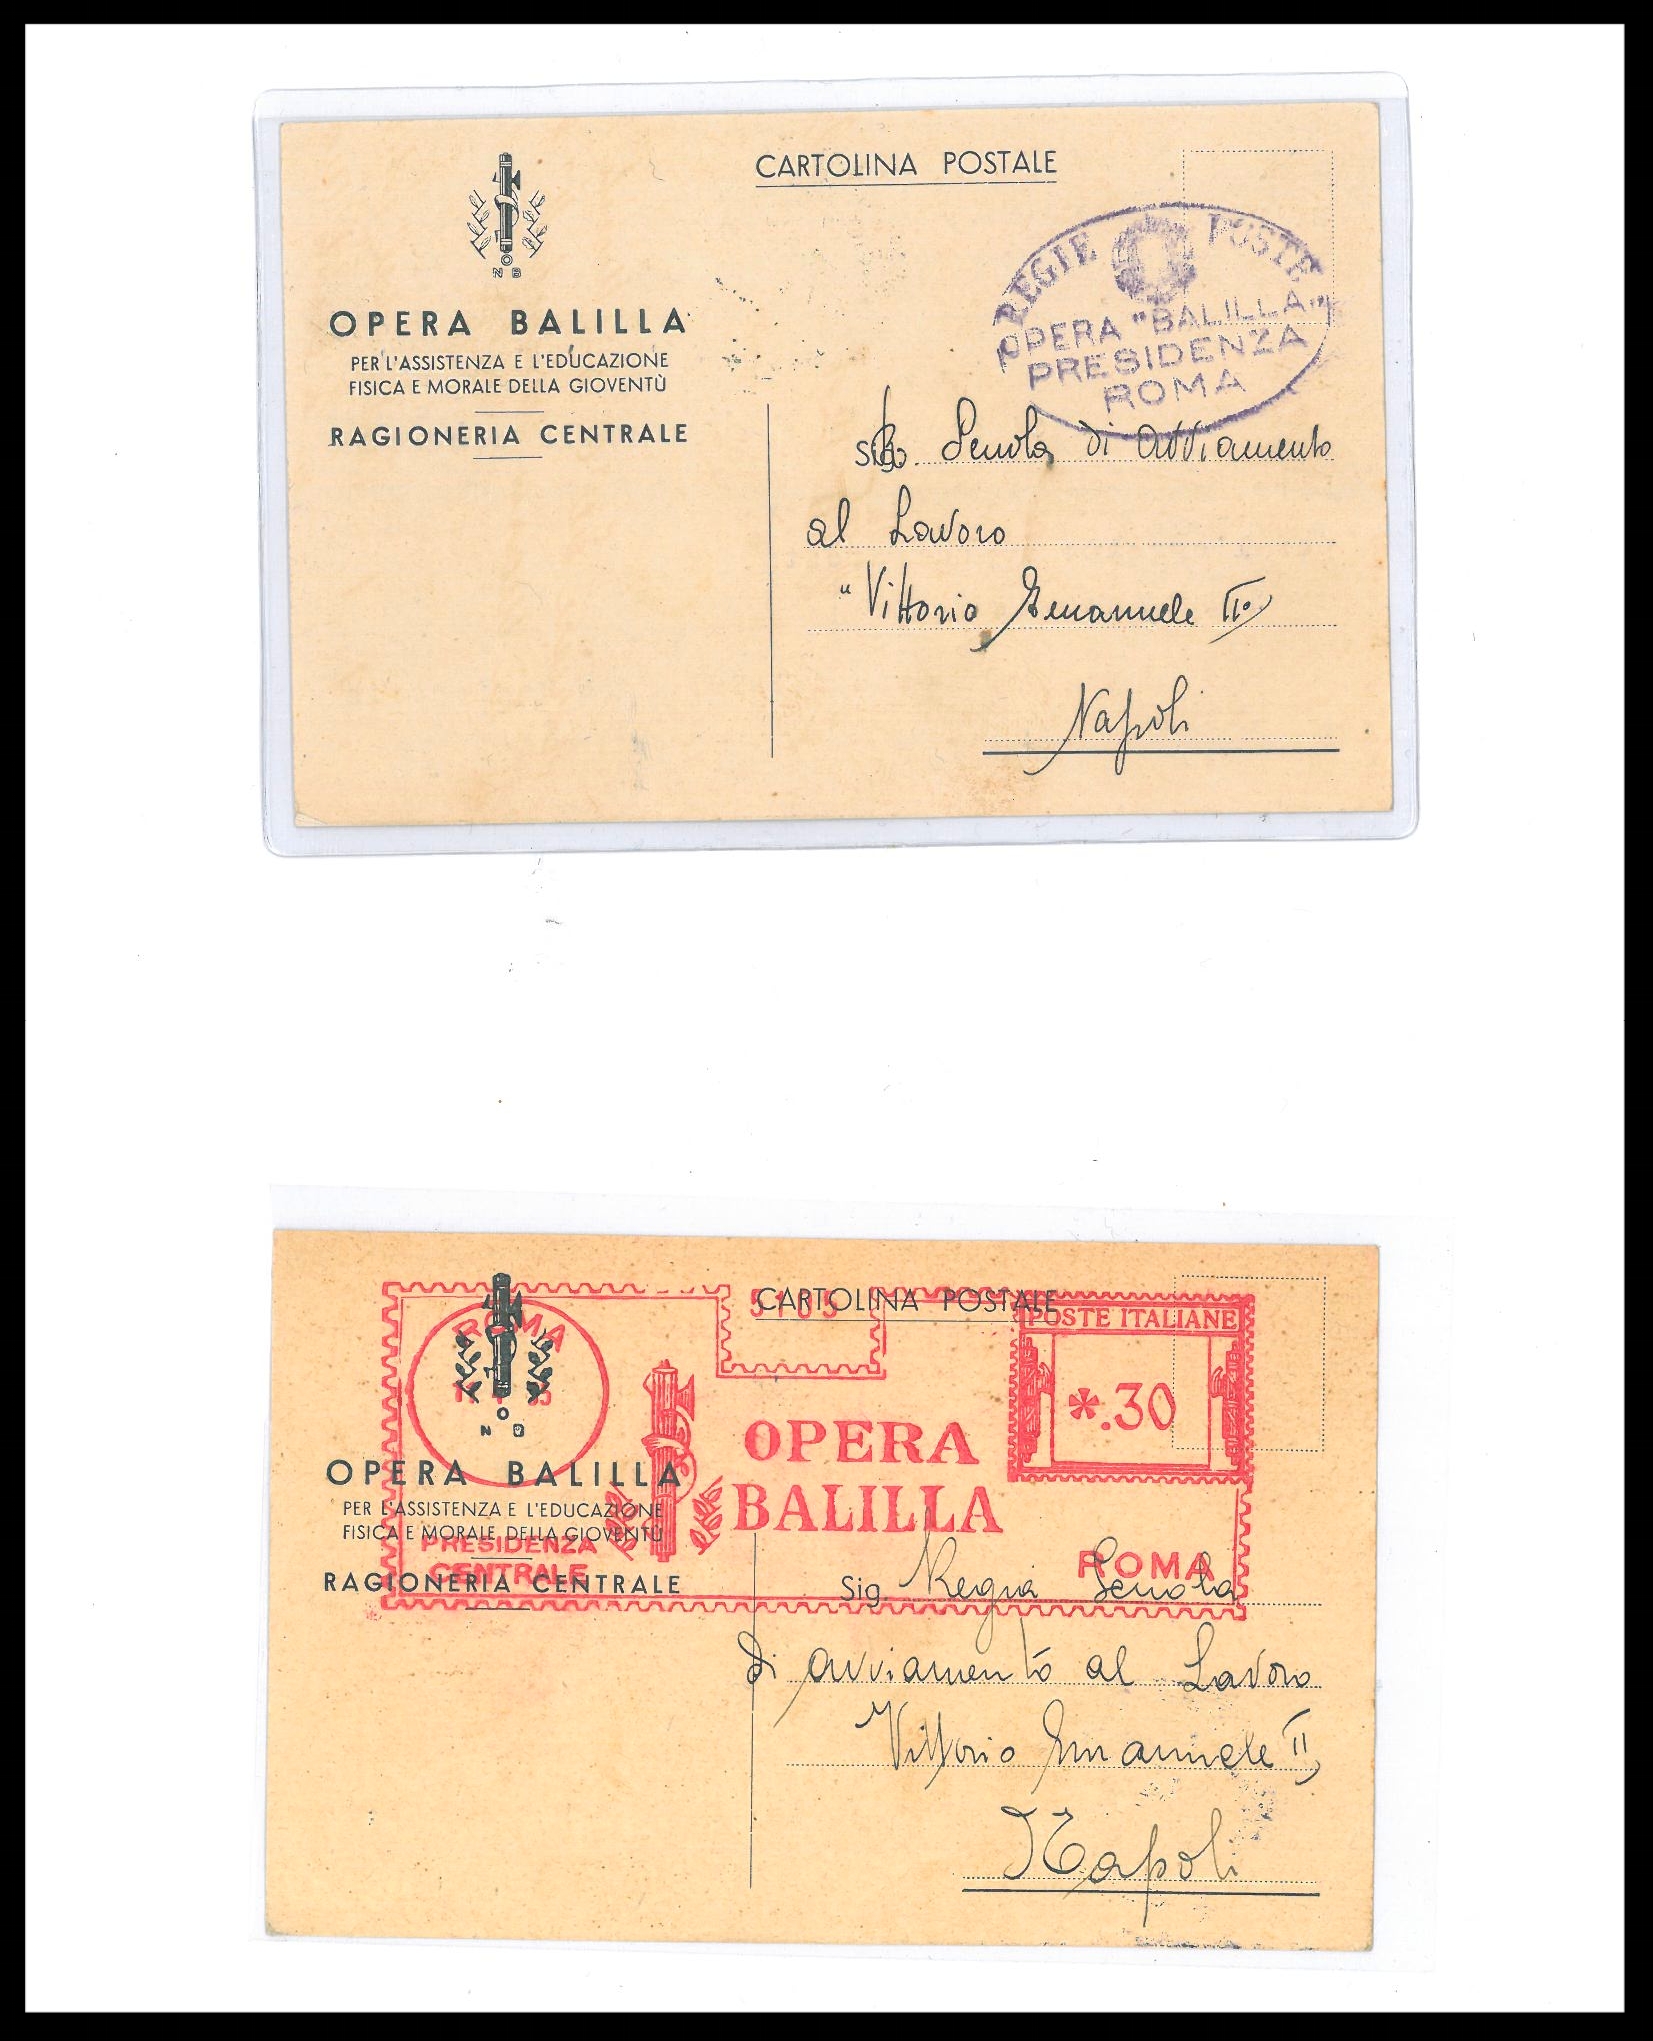 CARTOLINA POSTALE
O
N B
OPERA BALILLA
PER L'ASSISTENZA E L'EDUCAZIONE
FISICA E MORALE DELLA GIOVENTÙ
RAGIONERIA CENTRALE
REGIE POSTE
OPERA "BALILLA"
PRESIDENZA
ROMA
Scuola di avviamento
al Lavoro
"Vittorio Emanuele II°
Napoli
CARTOLINA POSTALE
5105
POSTE ITALIANE
ROMA
*.30
O
N B
OPERA
BALILLA
OPERA BALILLA
PER L'ASSISTENZA E L'EDUCAZIONE
FISICA E MORALE DELLA GIOVENTÙ
PRESIDENZA
CENTRALE
ROMA
RAGIONERIA CENTRALE
Sig. Regia Scuola
di avviamento al Lavoro
Vittorio Emanuele II
Napoli